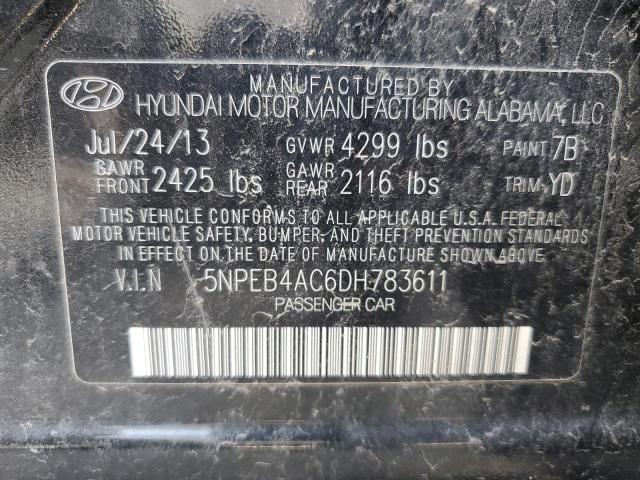 MANUFACTURED BY
HYUNDAI MOTOR MANUFACTURING ALABAMA, LLC
Jul/24/13 GVWR 4299 lbs PAINT 7B
GAWR FRONT 2425 lbs GAWR REAR 2116 lbs TRIM YD
THIS VEHICLE CONFORMS TO ALL APPLICABLE U.S.A. FEDERAL
MOTOR VEHICLE SAFETY, BUMPER, AND THEFT PREVENTION STANDARDS
IN EFFECT ON THE DATE OF MANUFACTURE SHOWN ABOVE.
V.I.N 5NPEB4AC6DH783611
PASSENGER CAR